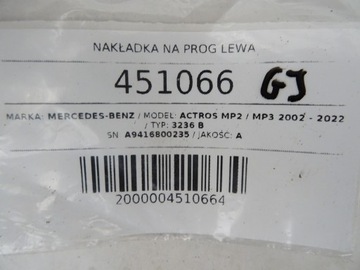 NAKŁADKA NA PROG LEWA
451066 GJ
MARKA: MERCEDES-BENZ / MODEL: ACTROS MP2 / MP3 2002 - 2022
/ TYP: 3236 B
SN: A9416800235 / JAKOŚĆ: A
2000004510664